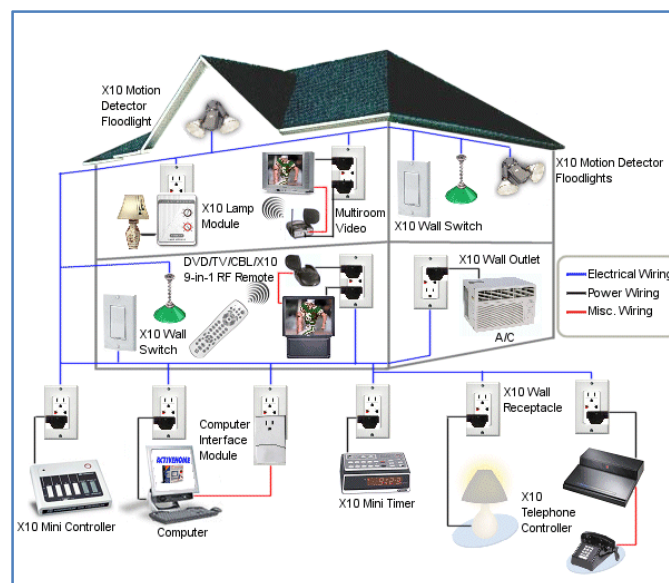 X10 Motion
Detector
Floodlight
X10 Motion Detector
Floodlights
X10 Lamp
Module
Multiroom
Video
X10 Wall Switch
DVD/TV/CBL/X10
9-in-1 RF Remote
X10 Wall Outlet
Electrical Wiring
Power Wiring
Misc. Wiring
X10 Wall
Switch
A/C
Computer
Interface
Module
X10 Wall
Receptacle
ACTIVEHOME
X10 Mini Controller
Computer
X10 Mini Timer
X10
Telephone
Controller